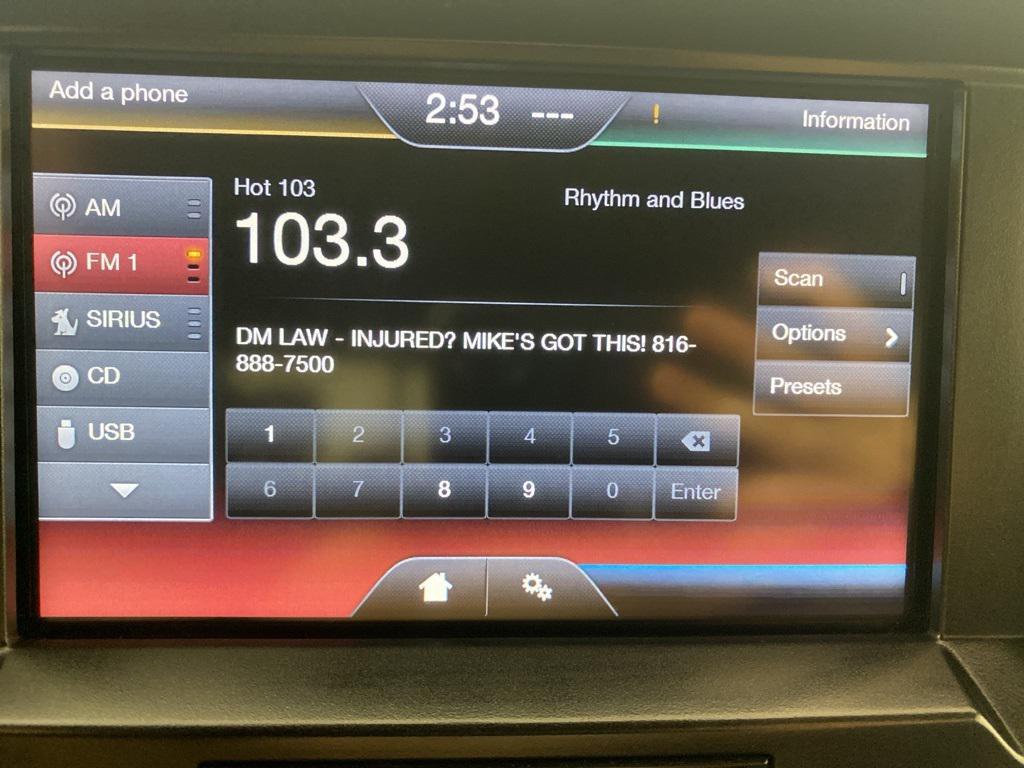 Add a phone
2:53 ---
!
Information
AM
FM 1
SIRIUS
CD
USB
Hot 103
Rhythm and Blues
103.3
DM LAW - INJURED? MIKE'S GOT THIS! 816-
888-7500
Scan
Options
Presets
1 2 3 4 5
6 7 8 9 0 Enter